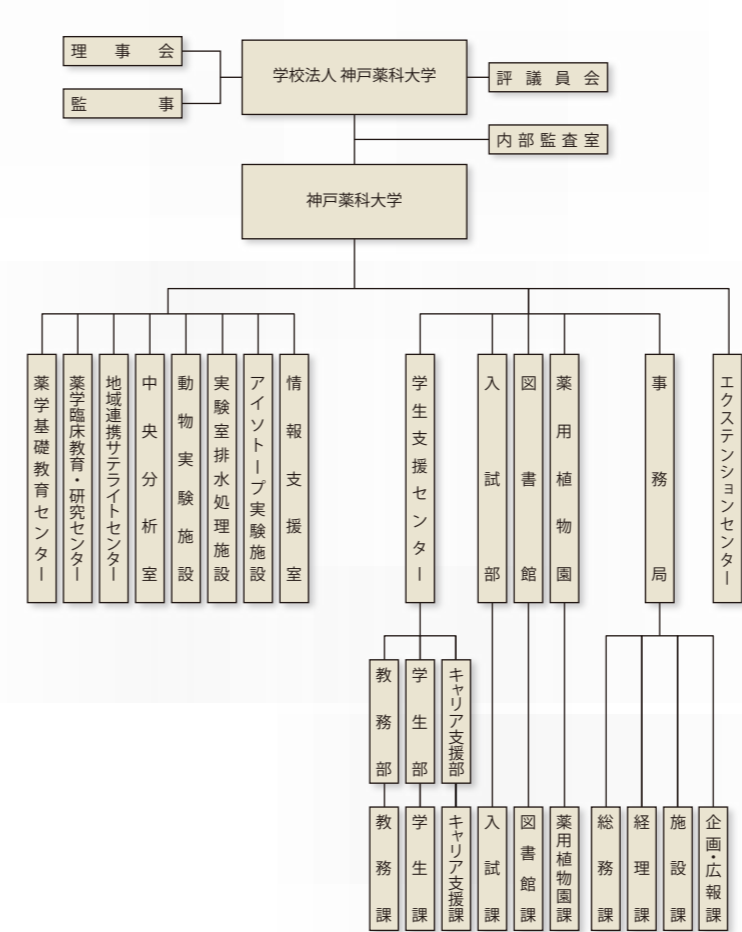 理事会
学校法人 神戸薬科大学
評議員会
監事
内部監査室
神戸薬科大学
薬学基礎教育センター
薬学臨床教育・研究センター
地域連携サテライトセンター
中央分析室
動物実験施設
実験室排水処理施設
アイソトープ実験施設
情報支援室
学生支援センター
入試部
図書館
薬用植物園
事務局
エクステンションセンター
教務部
学生部
キャリア支援部
教務課
学生課
キャリア支援課
入試課
図書館課
薬用植物園課
総務課
経理課
施設課
企画・広報課